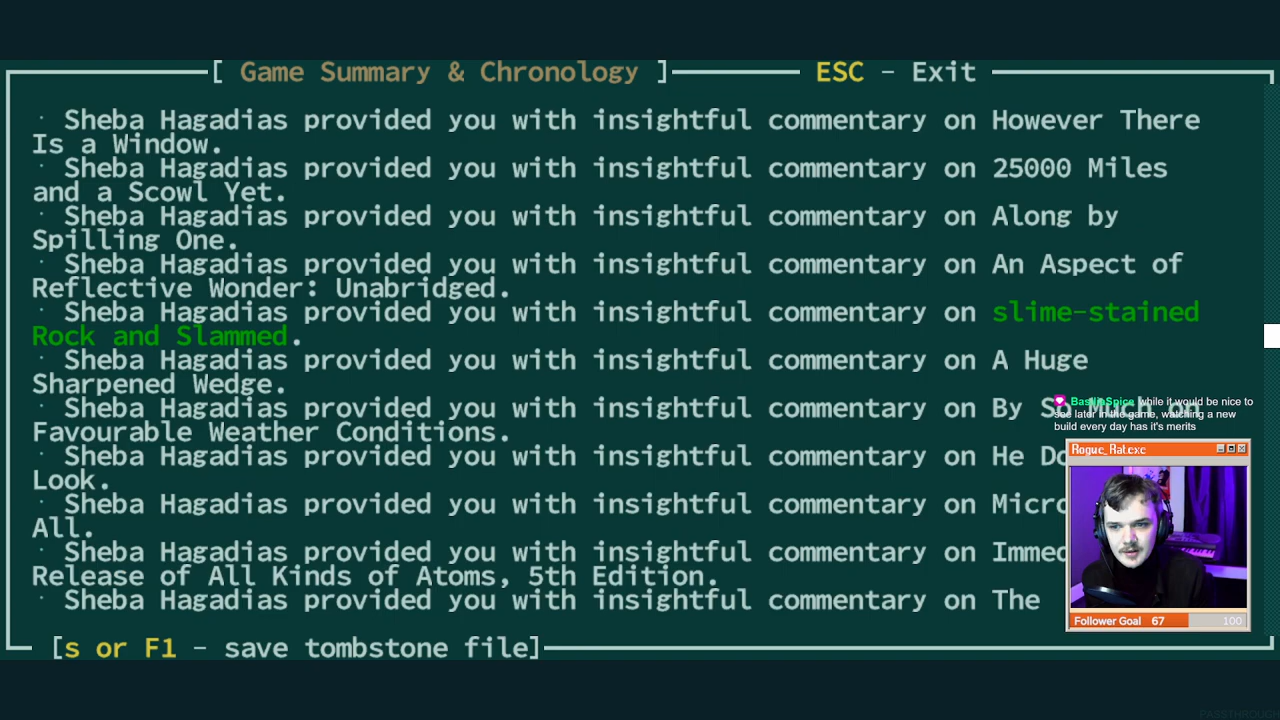 [ Game Summary & Chronology ] ESC - Exit
· Sheba Hagadias provided you with insightful commentary on However There
Is a Window.
· Sheba Hagadias provided you with insightful commentary on 25000 Miles
and a Scowl Yet.
· Sheba Hagadias provided you with insightful commentary on Along by
Spilling One.
· Sheba Hagadias provided you with insightful commentary on An Aspect of
Reflective Wonder: Unabridged.
· Sheba Hagadias provided you with insightful commentary on slime-stained
Rock and Slammed.
· Sheba Hagadias provided you with insightful commentary on A Huge
Sharpened Wedge.
· Sheba Hagadias provided you with insightful commentary on By
Favourable Weather Conditions.
· Sheba Hagadias provided you with insightful commentary on He
Look.
· Sheba Hagadias provided you with insightful commentary on
All.
· Sheba Hagadias provided you with insightful commentary on
Release of All Kinds of Atoms, 5th Edition.
· Sheba Hagadias provided you with insightful commentary on The
[s or F1 - save tombstone file]
while it would be nice to
see later in the game, watching a new
build every day has it's merits
Rogue_Rat.exe
Follower Goal 67 100